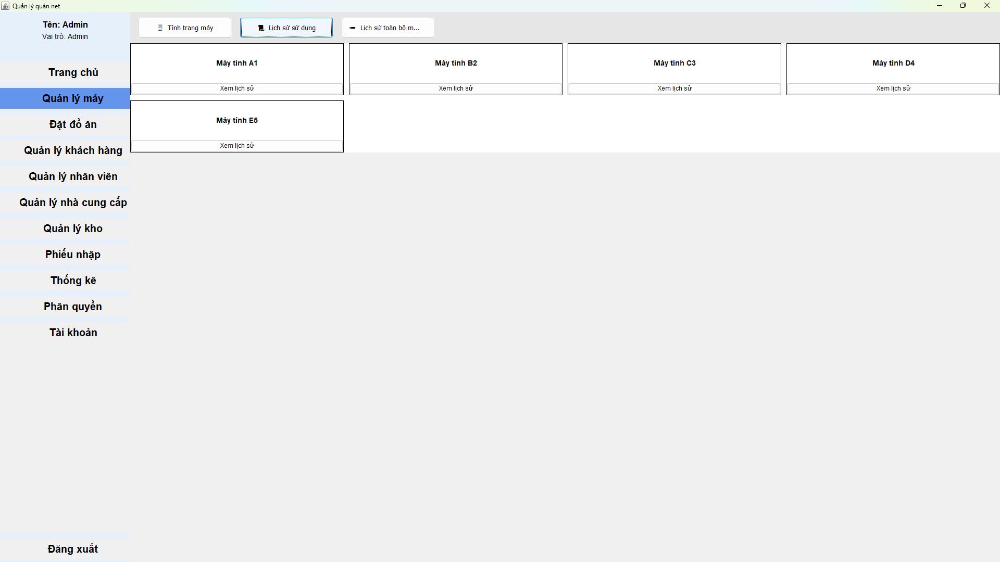 Quản lý quán net
Tên: Admin
Vai trò: Admin
Trang chủ
Quản lý máy
Đặt đồ ăn
Quản lý khách hàng
Quản lý nhân viên
Quản lý nhà cung cấp
Quản lý kho
Phiếu nhập
Thống kê
Phân quyền
Tài khoản
Đăng xuất
Tình trạng máy
Lịch sử sử dụng
Lịch sử toàn bộ m...
Máy tính A1
Xem lịch sử
Máy tính B2
Xem lịch sử
Máy tính C3
Xem lịch sử
Máy tính D4
Xem lịch sử
Máy tính E5
Xem lịch sử